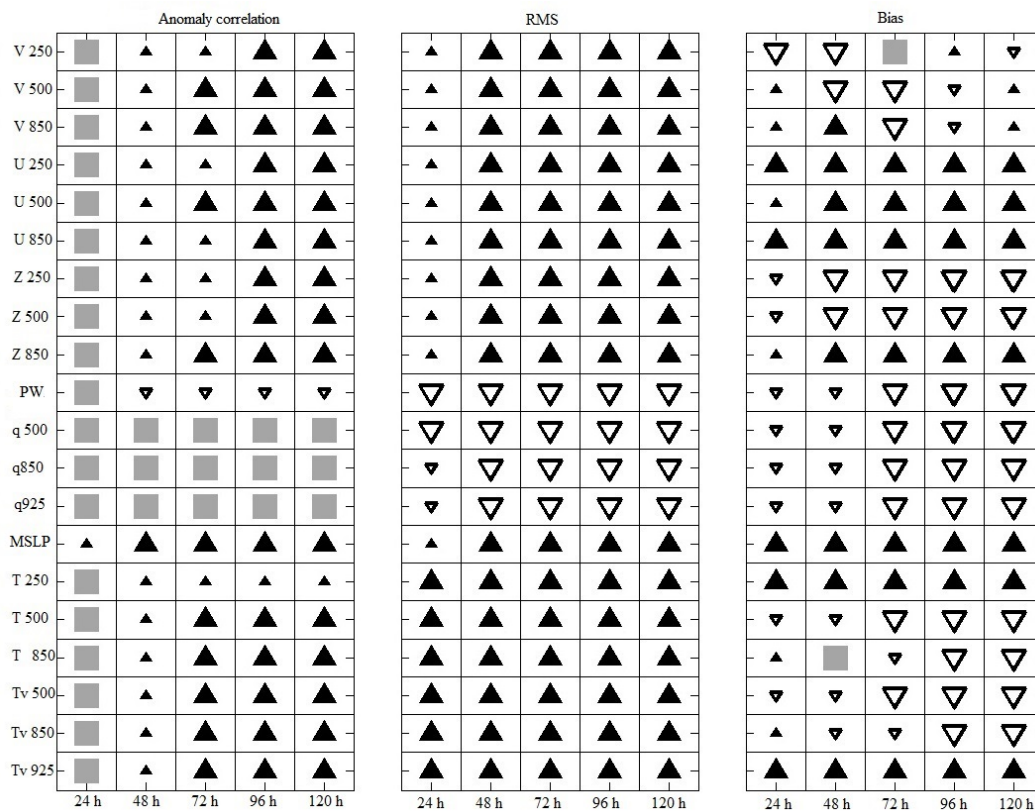 Anomaly correlation RMS Bias
V 250
V 500
V 850
U 250
U 500
U 850
Z 250
Z 500
Z 850
PW
q 500
q850
q925
MSLP
T 250
T 500
T 850
Tv 500
Tv 850
Tv 925
24 h 48 h 72 h 96 h 120 h 24 h 48 h 72 h 96 h 120 h 24 h 48 h 72 h 96 h 120 h